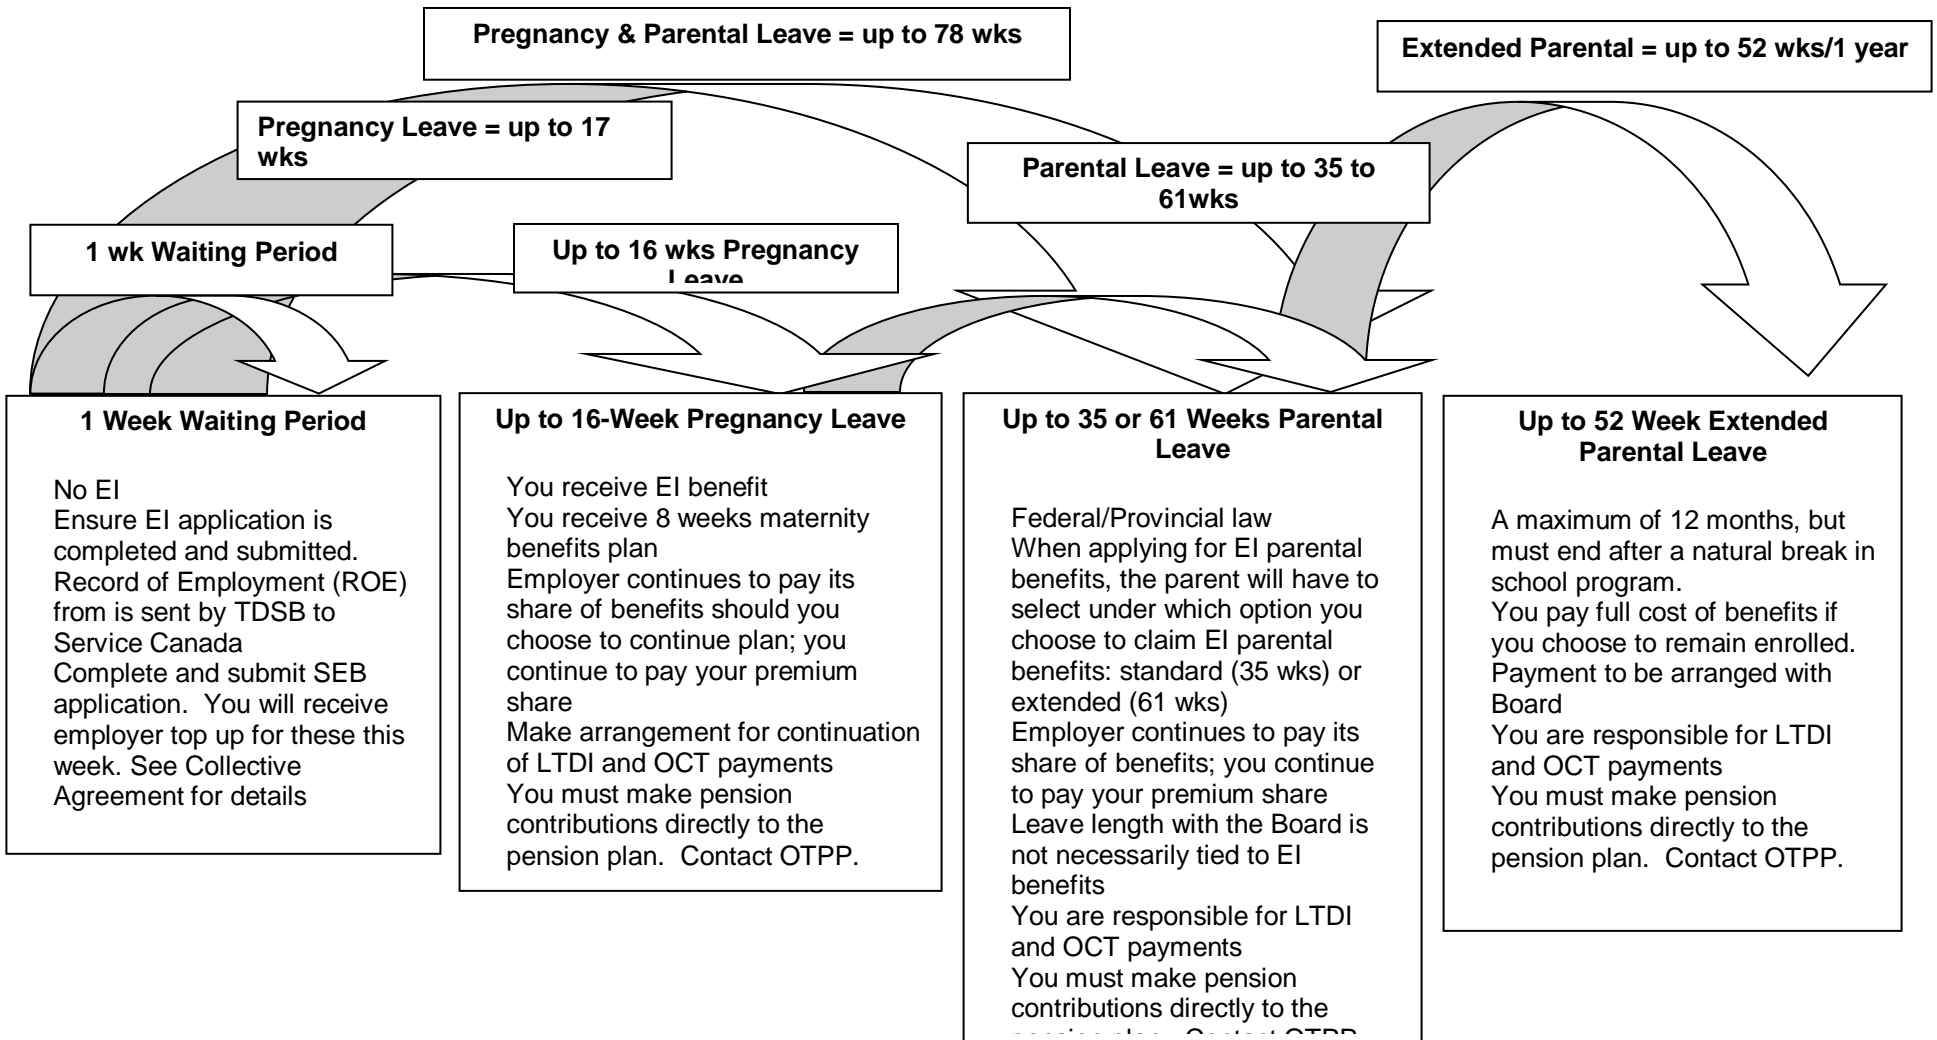 Pregnancy & Parental Leave = up to 78 wks
Extended Parental = up to 52 wks/1 year
Pregnancy Leave = up to 17
wks
Parental Leave = up to 35 to
61wks
1 wk Waiting Period
Up to 16 wks Pregnancy
Leave
1 Week Waiting Period
No EI
Ensure EI application is
completed and submitted.
Record of Employment (ROE)
from is sent by TDSB to
Service Canada
Complete and submit SEB
application.  You will receive
employer top up for these this
week. See Collective
Agreement for details
Up to 16-Week Pregnancy Leave
You receive EI benefit
You receive 8 weeks maternity
benefits plan
Employer continues to pay its
share of benefits should you
choose to continue plan; you
continue to pay your premium
share
Make arrangement for continuation
of LTDI and OCT payments
You must make pension
contributions directly to the
pension plan.  Contact OTPP.
Up to 35 or 61 Weeks Parental
Leave
Federal/Provincial law
When applying for EI parental
benefits, the parent will have to
select under which option you
choose to claim EI parental
benefits: standard (35 wks) or
extended (61 wks)
Employer continues to pay its
share of benefits; you continue
to pay your premium share
Leave length with the Board is
not necessarily tied to EI
benefits
You are responsible for LTDI
and OCT payments
You must make pension
contributions directly to the
pension plan.  Contact OTPP.
Up to 52 Week Extended
Parental Leave
A maximum of 12 months, but
must end after a natural break in
school program.
You pay full cost of benefits if
you choose to remain enrolled.
Payment to be arranged with
Board
You are responsible for LTDI
and OCT payments
You must make pension
contributions directly to the
pension plan.  Contact OTPP.